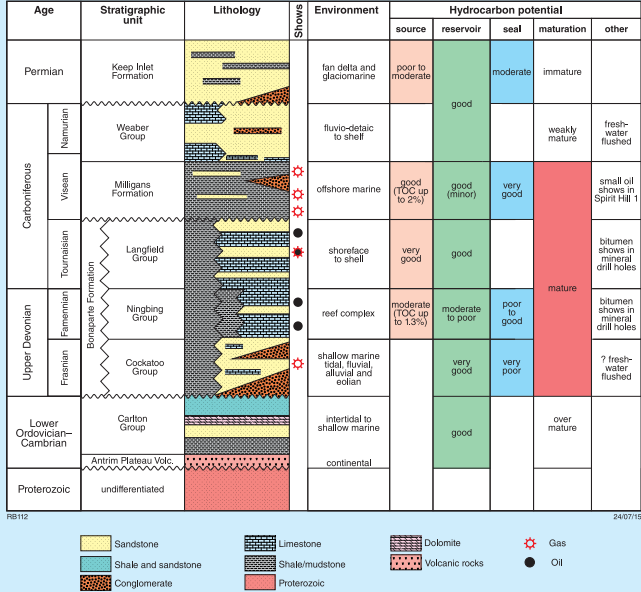 Age
Stratigraphic
unit
Lithology
Shows
Environment
Hydrocarbon potential
source
reservoir
seal
maturation
other
Permian
Keep Inlet
Formation
fan delta and
glaciomarine
poor to
moderate
good
moderate
immature
Carboniferous
Namurian
Weaber
Group
fluvio-detaic
to shelf
weakly
mature
fresh-
water
flushed
Visean
Milligans
Formation
offshore marine
good
(TOC up
to 2%)
good
(minor)
very
good
mature
small oil
shows in
Spirit Hill 1
Tournaisian
Bonaparte Formation
Langfield
Group
shoreface
to shelf
very
good
good
bitumen
shows in
mineral
drill holes
Upper Devonian
Famennian
Ningbing
Group
reef complex
moderate
(TOC up
to 1.3%)
moderate
to poor
poor
to
good
bitumen
shows in
mineral
drill holes
Frasnian
Cockatoo
Group
shallow marine
tidal, fluvial,
alluvial and
eolian
very
good
very
poor
? fresh-
water
flushed
Lower
Ordovician–
Cambrian
Carlton
Group
intertidal to
shallow marine
good
over
mature
Antrim Plateau Volc.
continental
Proterozoic
undifferentiated
RB112
24/07/15
Sandstone
Limestone
Dolomite
Gas
Shale and sandstone
Shale/mudstone
Volcanic rocks
Oil
Conglomerate
Proterozoic